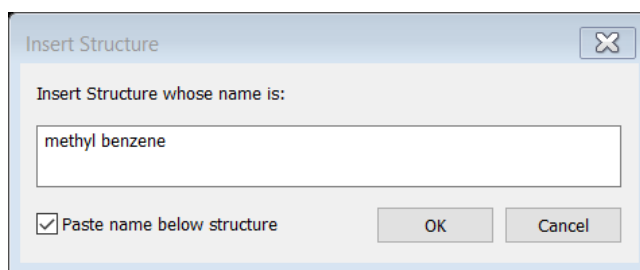 Insert Structure
Insert Structure whose name is:
methyl benzene
Paste name below structure
OK
Cancel